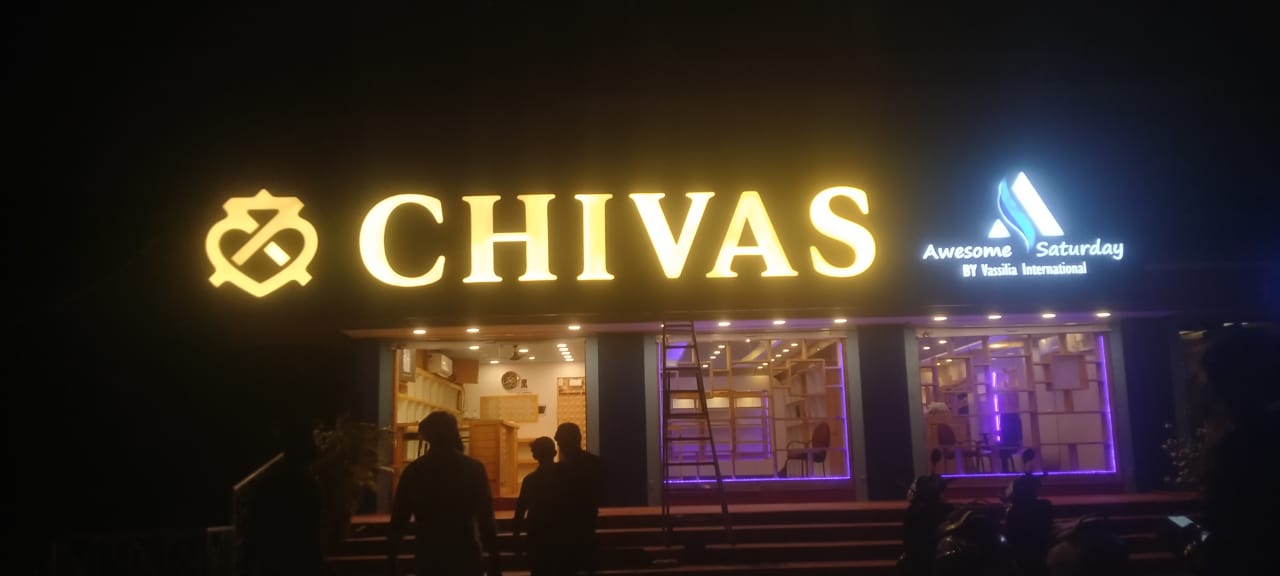 CHIVAS
Awesome Saturday
BY Vassilia International